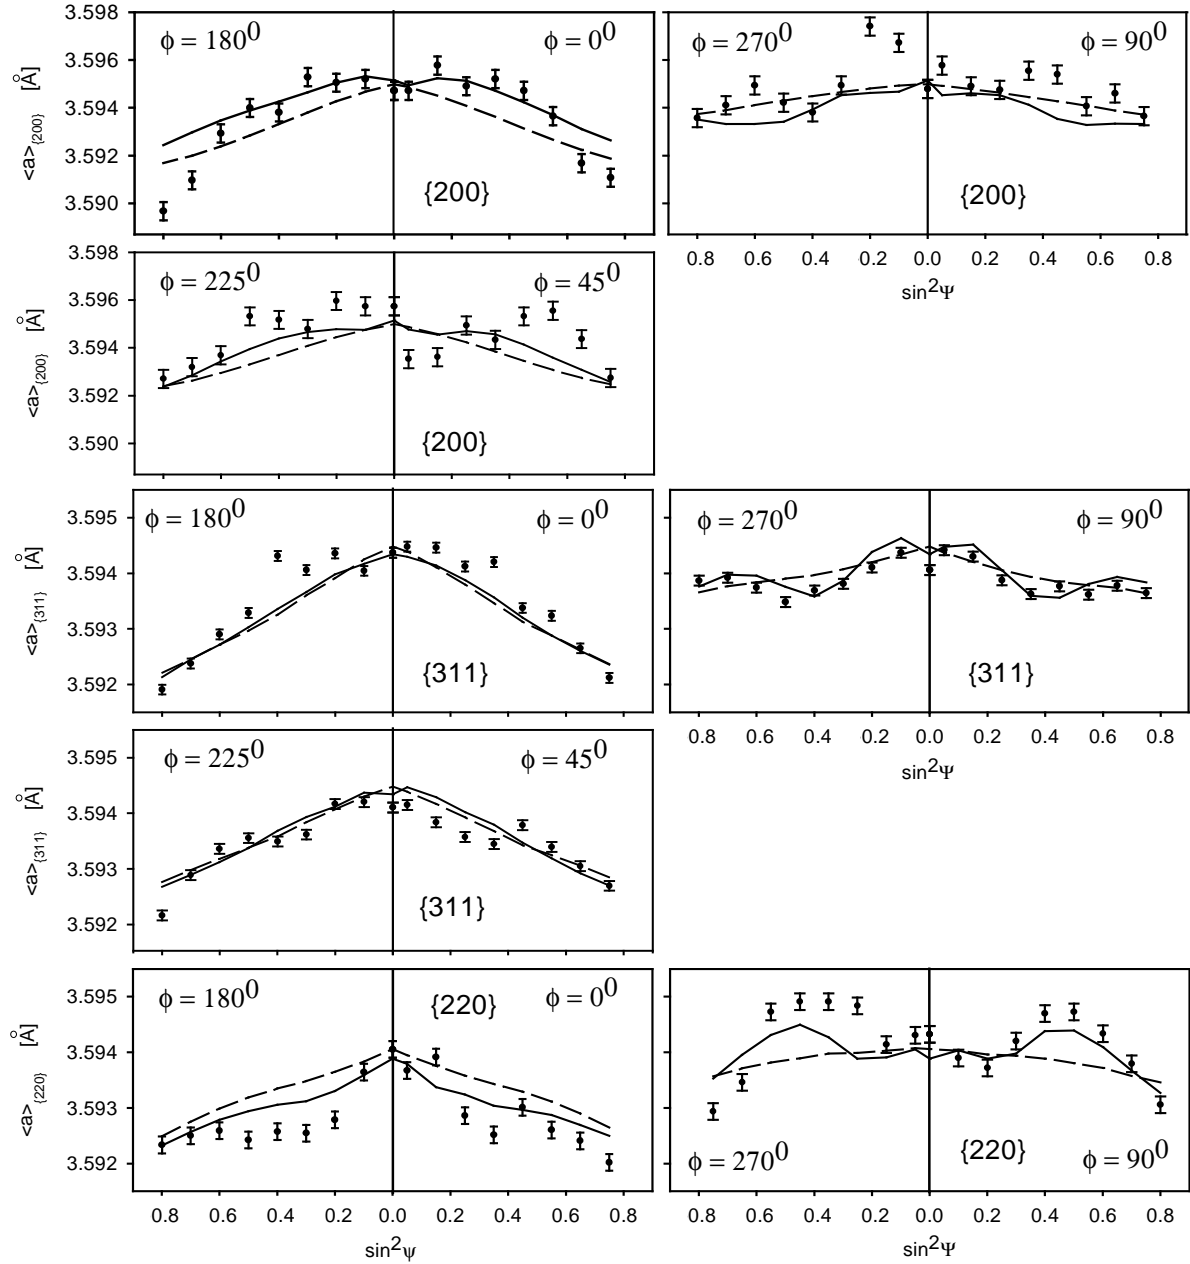 ϕ = 180⁰ ϕ = 0⁰
3.598
3.596
3.594
3.592
3.590
<a>{200} [Å]
{200}
ϕ = 270⁰ ϕ = 90⁰
{200}
0.8 0.6 0.4 0.2 0.0 0.2 0.4 0.6 0.8
sin²Ψ
ϕ = 225⁰ ϕ = 45⁰
3.598
3.596
3.594
3.592
3.590
<a>{200} [Å]
{200}
ϕ = 180⁰ ϕ = 0⁰
3.595
3.594
3.593
3.592
<a>{311} [Å]
{311}
ϕ = 270⁰ ϕ = 90⁰
{311}
0.8 0.6 0.4 0.2 0.0 0.2 0.4 0.6 0.8
sin²Ψ
ϕ = 225⁰ ϕ = 45⁰
3.595
3.594
3.593
3.592
<a>{311} [Å]
{311}
ϕ = 180⁰ {220} ϕ = 0⁰
3.595
3.594
3.593
3.592
<a>{220} [Å]
0.8 0.6 0.4 0.2 0.0 0.2 0.4 0.6 0.8
sin²ψ
ϕ = 270⁰ {220} ϕ = 90⁰
0.8 0.6 0.4 0.2 0.0 0.2 0.4 0.6 0.8
sin²Ψ